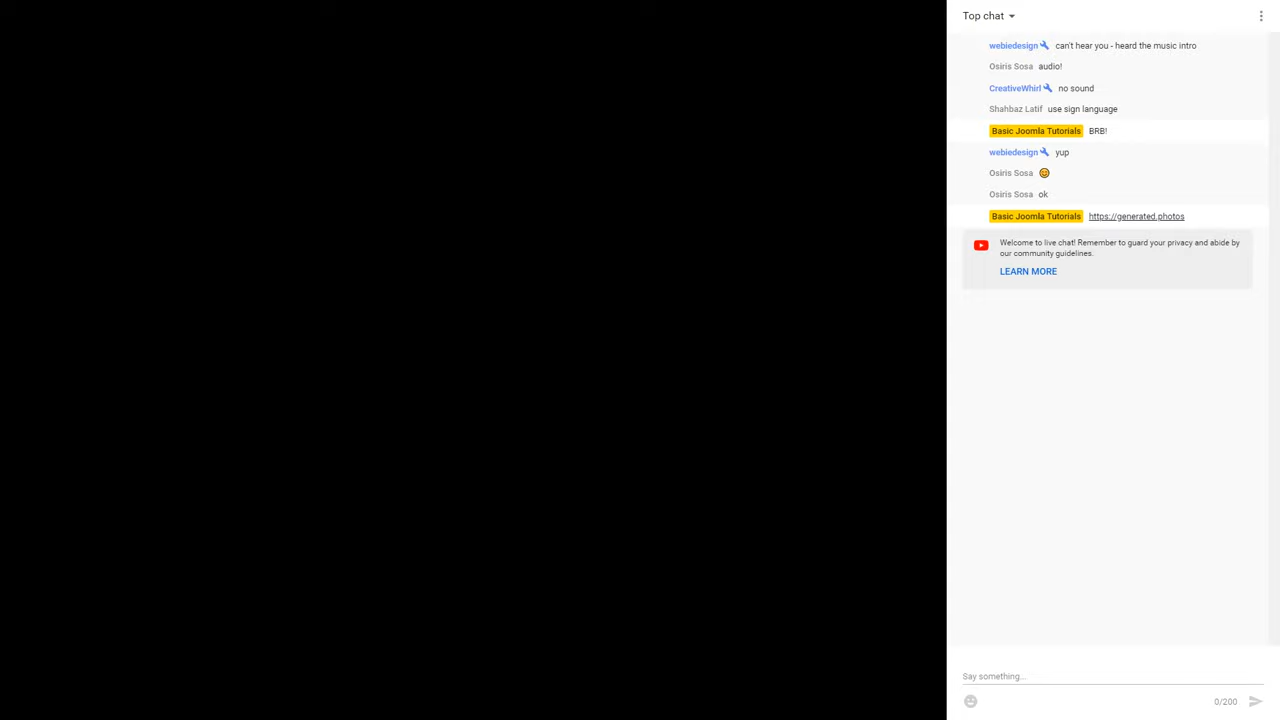 Top chat
webiedesign can't hear you - heard the music intro
Osiris Sosa audio!
CreativeWhirl no sound
Shahbaz Latif use sign language
Basic Joomla Tutorials BRB!
webiedesign yup
Osiris Sosa 😊
Osiris Sosa ok
Basic Joomla Tutorials https://generated.photos
Welcome to live chat! Remember to guard your privacy and abide by
our community guidelines.
LEARN MORE
Say something...
0/200